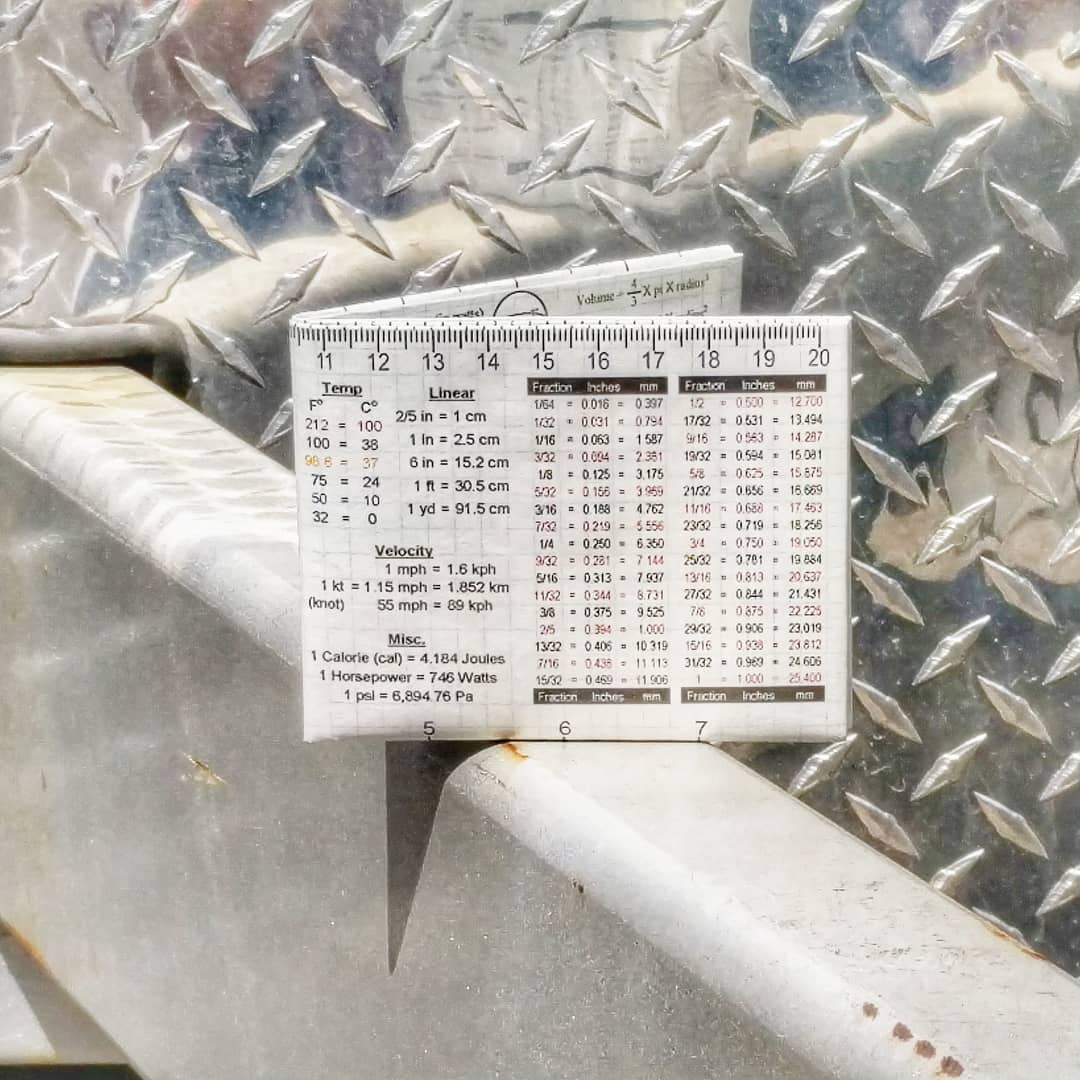 Volume = 4/3 X pi X radius³
11 12 13 14 15 16 17 18 19 20
Temp
F° C°
212 = 100
100 = 38
98.6 = 37
75 = 24
50 = 10
32 = 0
Linear
2/5 in = 1 cm
1 in = 2.5 cm
6 in = 15.2 cm
1 ft = 30.5 cm
1 yd = 91.5 cm
Velocity
1 mph = 1.6 kph
1 kt = 1.15 mph = 1.852 km
(knot) 55 mph = 89 kph
Misc.
1 Calorie (cal) = 4.184 Joules
1 Horsepower = 746 Watts
1 psi = 6,894.76 Pa
Fraction Inches mm
1/64 = 0.016 = 0.397
1/32 = 0.031 = 0.794
1/16 = 0.063 = 1.587
3/32 = 0.094 = 2.381
1/8 = 0.125 = 3.175
5/32 = 0.156 = 3.969
3/16 = 0.188 = 4.762
7/32 = 0.219 = 5.556
1/4 = 0.250 = 6.350
9/32 = 0.281 = 7.144
5/16 = 0.313 = 7.937
11/32 = 0.344 = 8.731
3/8 = 0.375 = 9.525
2/5 = 0.394 = 1.000
13/32 = 0.406 = 10.319
7/16 = 0.438 = 11.113
15/32 = 0.469 = 11.906
Fraction Inches mm
Fraction Inches mm
1/2 = 0.500 = 12.700
17/32 = 0.531 = 13.494
9/16 = 0.563 = 14.287
19/32 = 0.594 = 15.081
5/8 = 0.625 = 15.875
21/32 = 0.656 = 16.669
11/16 = 0.688 = 17.463
23/32 = 0.719 = 18.256
3/4 = 0.750 = 19.050
25/32 = 0.781 = 19.884
13/16 = 0.813 = 20.637
27/32 = 0.844 = 21.431
7/8 = 0.875 = 22.225
29/32 = 0.906 = 23.019
15/16 = 0.938 = 23.812
31/32 = 0.969 = 24.606
1 = 1.000 = 25.400
Fraction Inches mm
5 6 7